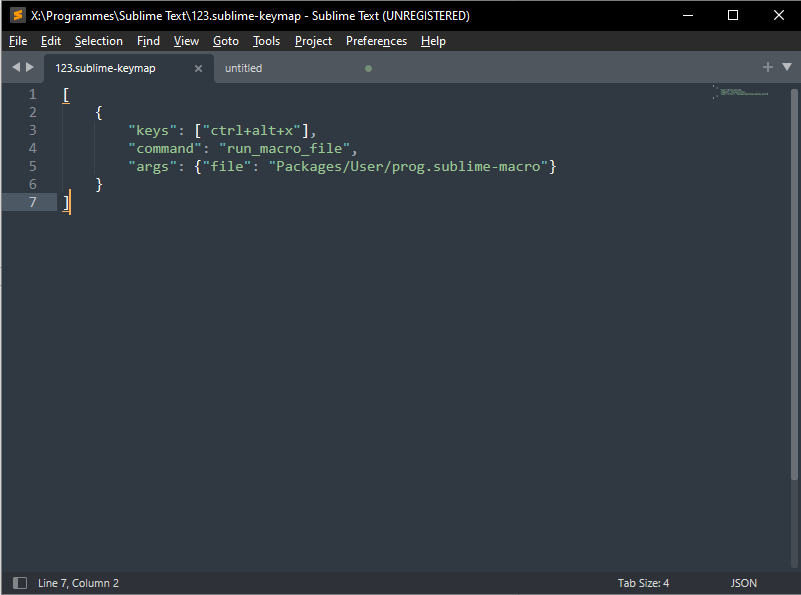 X:\Programmes\Sublime Text\123.sublime-keymap - Sublime Text (UNREGISTERED)
File Edit Selection Find View Goto Tools Project Preferences Help
123.sublime-keymap untitled
1 [
2 {
3 "keys": ["ctrl+alt+x"],
4 "command": "run_macro_file",
5 "args": {"file": "Packages/User/prog.sublime-macro"}
6 }
7 ]
Line 7, Column 2 Tab Size: 4 JSON